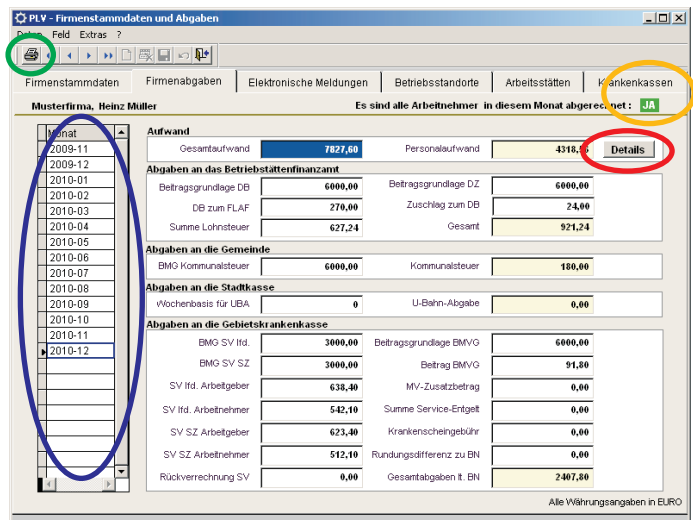 PLV - Firmenstammdaten und Abgaben
Daten Feld Extras ?
Firmenstammdaten Firmenabgaben Elektronische Meldungen Betriebsstandorte Arbeitsstätten Krankenkassen
Musterfirma, Heinz Müller Es sind alle Arbeitnehmer in diesem Monat abgerechnet : JA
Monat
2009-11
2009-12
2010-01
2010-02
2010-03
2010-04
2010-05
2010-06
2010-07
2010-08
2010-09
2010-10
2010-11
2010-12
Aufwand
Gesamtaufwand 7827,60 Personalaufwand Details
Abgaben an das Betriebstättenfinanzamt
Beitragsgrundlage DB 6000,00 Beitragsgrundlage DZ 6000,00
DB zum FLAF 270,00 Zuschlag zum DB 24,00
Summe Lohnsteuer 627,24 Gesamt 921,24
Abgaben an die Gemeinde
BMG Kommunalsteuer 6000,00 Kommunalsteuer 180,00
Abgaben an die Stadtkasse
Wochenbasis für UBA 0 U-Bahn-Abgabe 0,00
Abgaben an die Gebietskrankenkasse
BMG SV lfd. 3000,00 Beitragsgrundlage BMVG 6000,00
BMG SV SZ 3000,00 Beitrag BMVG 91,80
SV lfd. Arbeitgeber 638,40 MV-Zusatzbetrag 0,00
SV lfd. Arbeitnehmer 542,10 Summe Service-Entgelt 0,00
SV SZ Arbeitgeber 623,40 Krankenscheingebühr 0,00
SV SZ Arbeitnehmer 512,10 Rundungsdifferenz zu BN 0,00
Rückverrechnung SV 0,00 Gesamtabgaben lt. BN 2407,80
Alle Währungsangaben in EURO